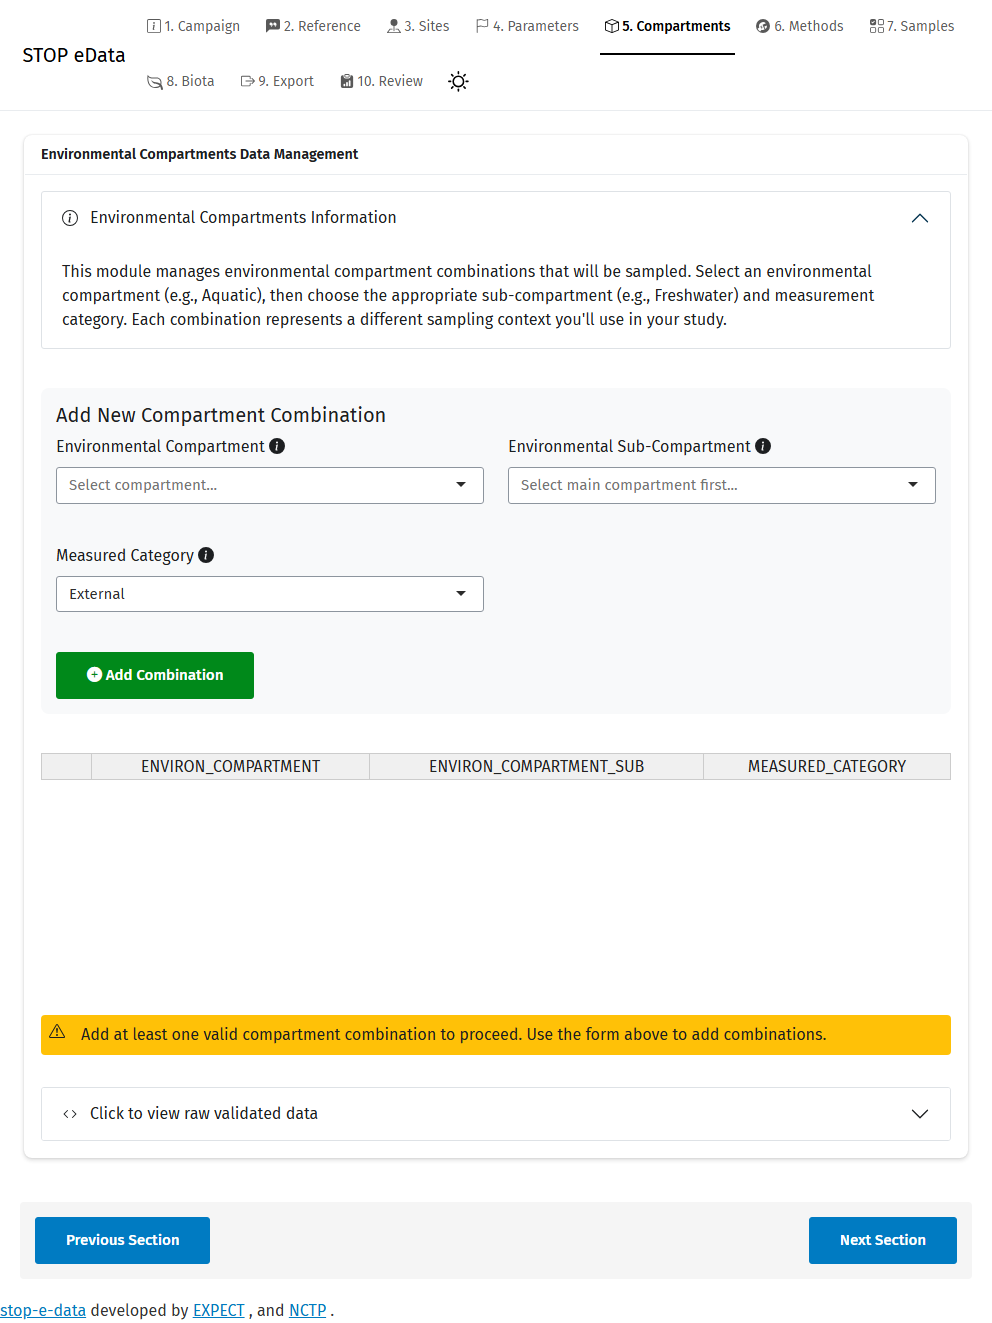 STOP eData
1. Campaign
2. Reference
3. Sites
4. Parameters
5. Compartments
6. Methods
7. Samples
8. Biota
9. Export
10. Review
Environmental Compartments Data Management
Environmental Compartments Information
This module manages environmental compartment combinations that will be sampled. Select an environmental
compartment (e.g., Aquatic), then choose the appropriate sub-compartment (e.g., Freshwater) and measurement
category. Each combination represents a different sampling context you'll use in your study.
Add New Compartment Combination
Environmental Compartment
Environmental Sub-Compartment
Select compartment...
Select main compartment first...
Measured Category
External
Add Combination
ENVIRON_COMPARTMENT
ENVIRON_COMPARTMENT_SUB
MEASURED_CATEGORY
Add at least one valid compartment combination to proceed. Use the form above to add combinations.
Click to view raw validated data
Previous Section
Next Section
stop-e-data developed by EXPECT , and NCTP .